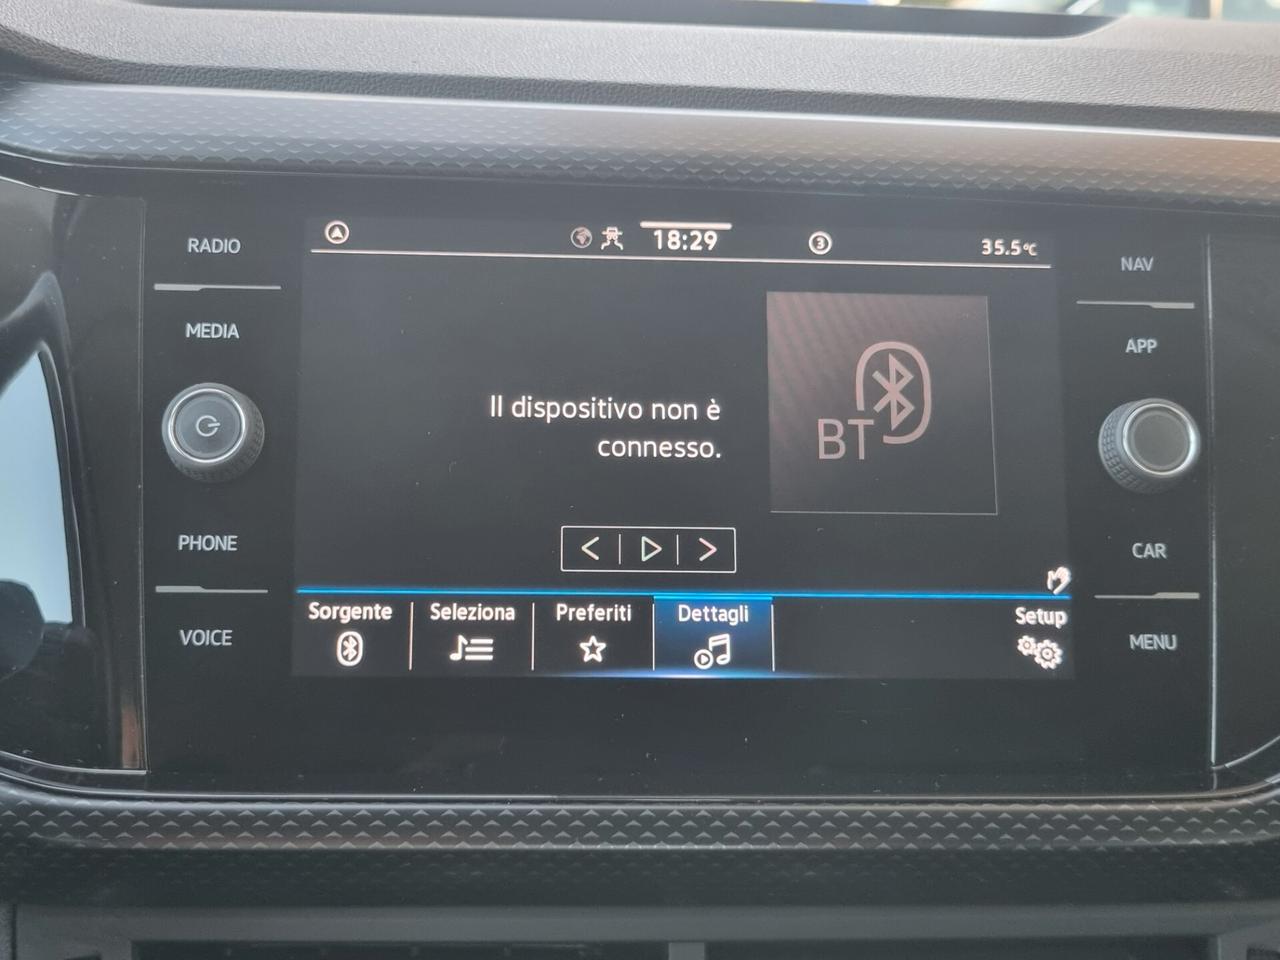 RADIO
MEDIA
PHONE
VOICE
18:29
3
35.5°C
Il dispositivo non è
connesso.
BT
Sorgente
Seleziona
Preferiti
Dettagli
Setup
NAV
APP
CAR
MENU